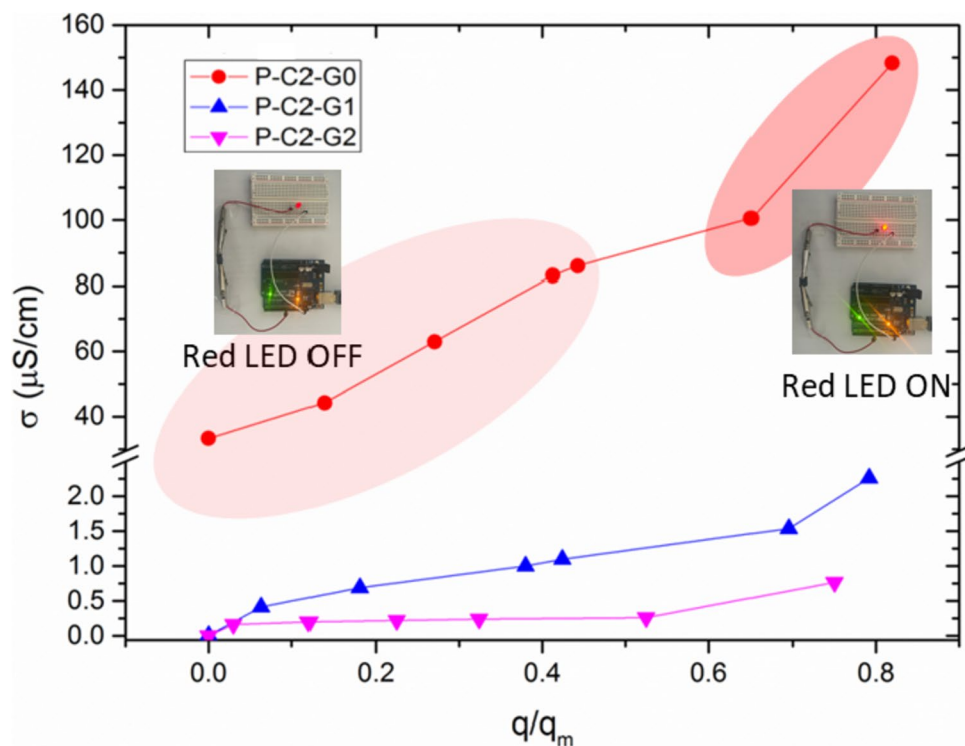 160
140
120
100
80
60
40
2.0
1.5
1.0
0.5
0.0
σ (μS/cm)
P-C2-G0
P-C2-G1
P-C2-G2
Red LED OFF
Red LED ON
0.0 0.2 0.4 0.6 0.8
q/qm